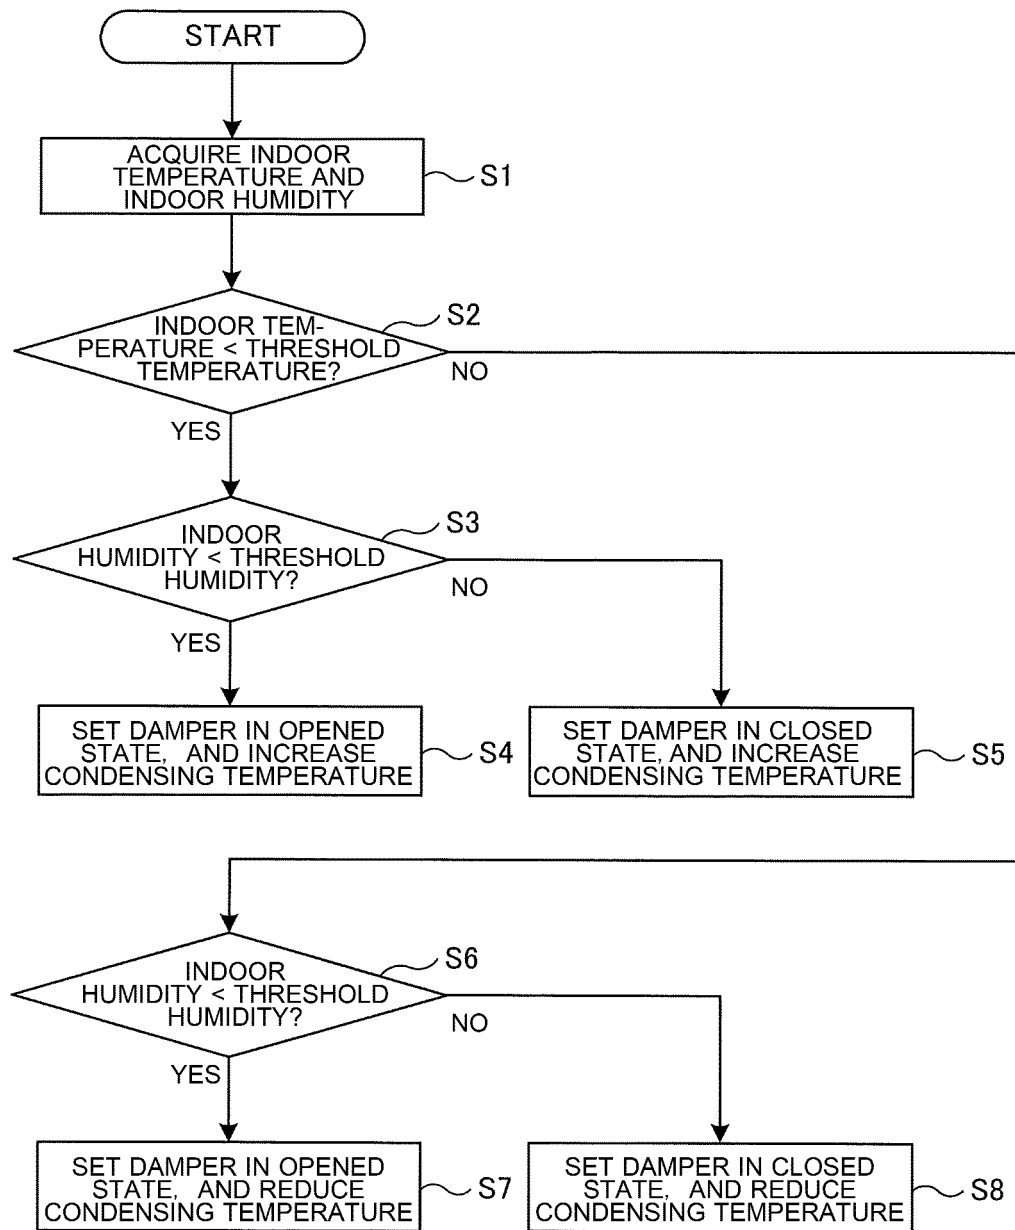 START
ACQUIRE INDOOR
TEMPERATURE AND
INDOOR HUMIDITY
S1
INDOOR TEM-
PERATURE < THRESHOLD
TEMPERATURE?
S2
NO
YES
INDOOR
HUMIDITY < THRESHOLD
HUMIDITY?
S3
NO
YES
SET DAMPER IN OPENED
STATE, AND INCREASE
CONDENSING TEMPERATURE
S4
SET DAMPER IN CLOSED
STATE, AND INCREASE
CONDENSING TEMPERATURE
S5
INDOOR
HUMIDITY < THRESHOLD
HUMIDITY?
S6
NO
YES
SET DAMPER IN OPENED
STATE, AND REDUCE
CONDENSING TEMPERATURE
S7
SET DAMPER IN CLOSED
STATE, AND REDUCE
CONDENSING TEMPERATURE
S8